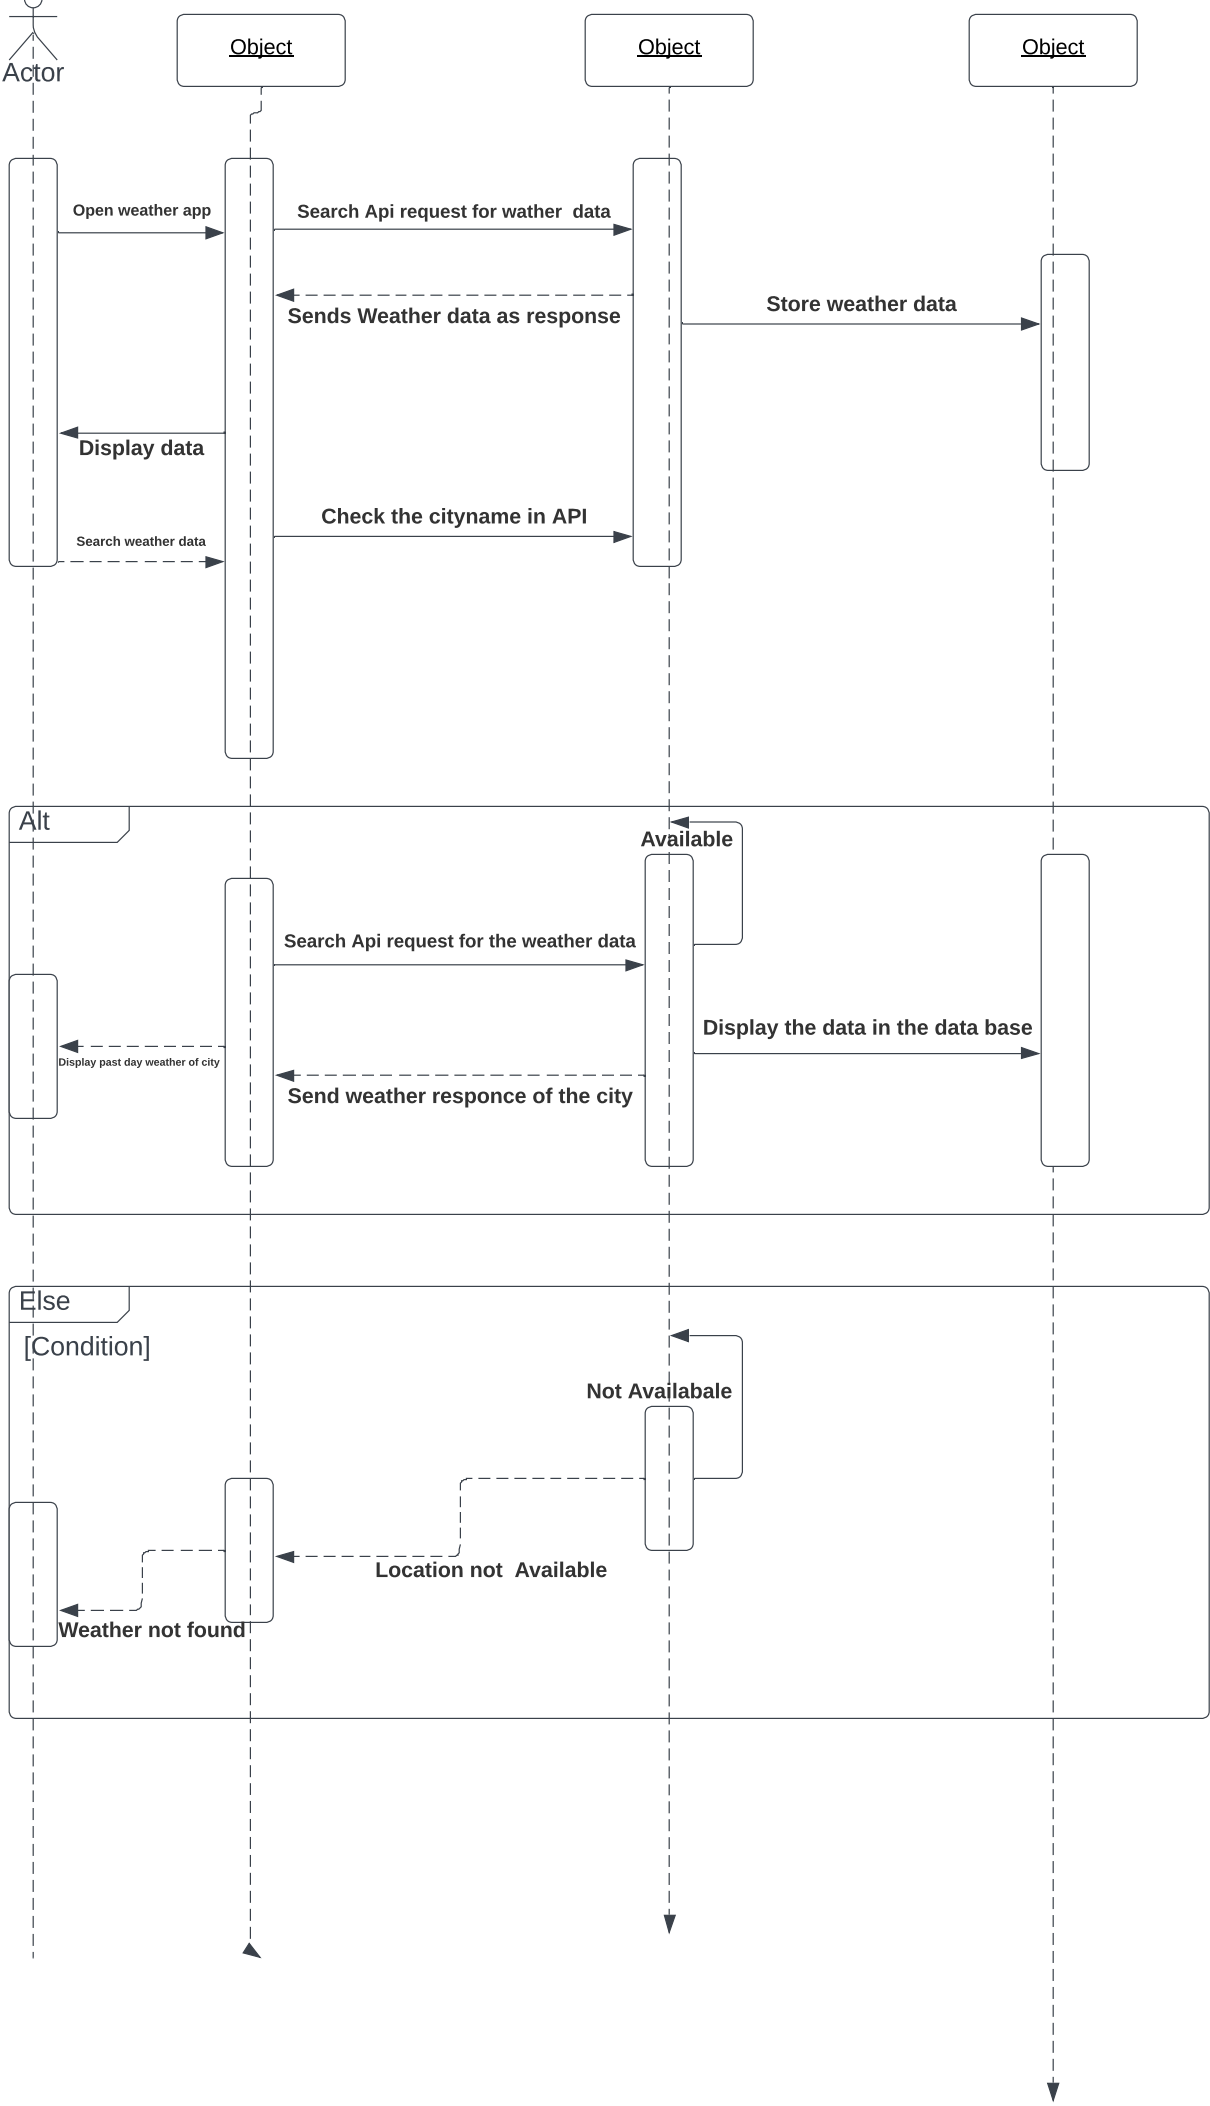 Actor
Object
Object
Object
Open weather app
Search Api request for wather  data
Sends Weather data as response
Store weather data
Display data
Check the cityname in API
Search weather data
Alt
Available
Search Api request for the weather data
Display the data in the data base
Display past day weather of city
Send weather responce of the city
Else
[Condition]
Not Availabale
Location not  Available
Weather not found